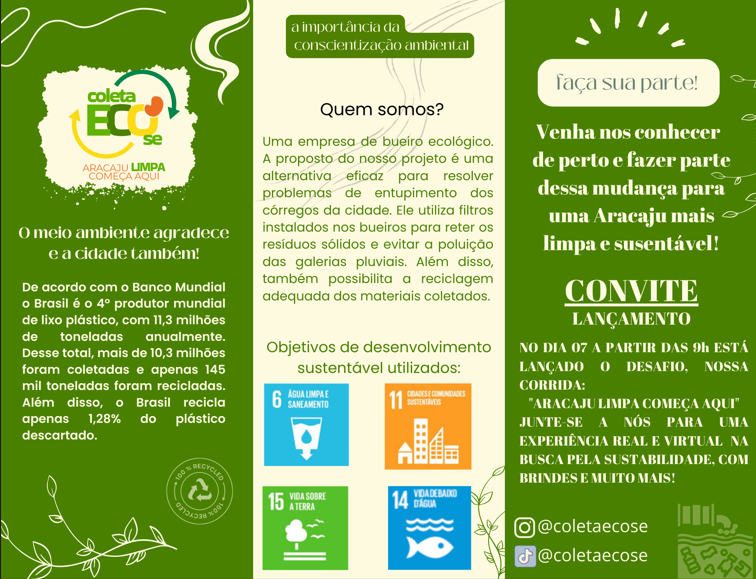 coleta
ECO
se
ARACAJU LIMPA
COMEÇA AQUI
O meio ambiente agradece
e a cidade também!
De acordo com o Banco Mundial
o Brasil é o 4º produtor mundial
de lixo plástico, com 11,3 milhões
de toneladas anualmente.
Desse total, mais de 10,3 milhões
foram coletadas e apenas 145
mil toneladas foram recicladas.
Além disso, o Brasil recicla
apenas 1,28% do plástico
descartado.
100 % RECYCLED
100% RECYCLED
a importância da
conscientização ambiental
Quem somos?
Uma empresa de bueiro ecológico.
A proposta do nosso projeto é uma
alternativa eficaz para resolver
problemas de entupimento dos
córregos da cidade. Ele utiliza filtros
instalados nos bueiros para reter os
resíduos sólidos e evitar a poluição
das galerias pluviais. Além disso,
também possibilita a reciclagem
adequada dos materiais coletados.
Objetivos de desenvolvimento
sustentável utilizados:
6 ÁGUA LIMPA E
SANEAMENTO
11 CIDADES E COMUNIDADES
SUSTENTÁVEIS
15 VIDA SOBRE
A TERRA
14 VIDA DEBAIXO
D'ÁGUA
faça sua parte!
Venha nos conhecer
de perto e fazer parte
dessa mudança para
uma Aracaju mais
limpa e susentável!
CONVITE
LANÇAMENTO
NO DIA 07 A PARTIR DAS 9h ESTÁ
LANÇADO O DESAFIO, NOSSA
CORRIDA:
"ARACAJU LIMPA COMEÇA AQUI"
JUNTE-SE A NÓS PARA UMA
EXPERIÊNCIA REAL E VIRTUAL NA
BUSCA PELA SUSTABILIDADE, COM
BRINDES E MUITO MAIS!
@coletaecose
@coletaecose